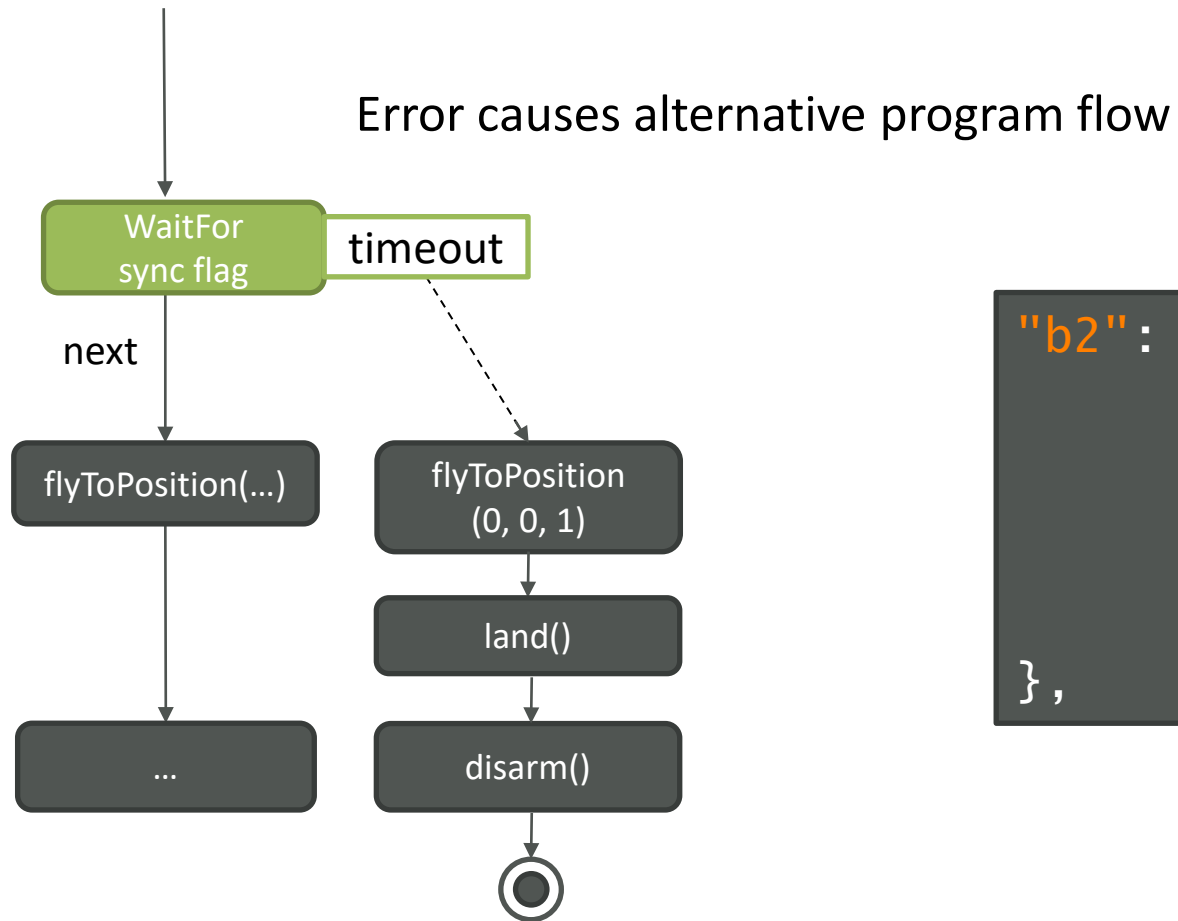 Error causes alternative program flow
WaitFor
sync flag
timeout
next
flyToPosition(…)
…
flyToPosition
(0, 0, 1)
land()
disarm()
"b2":
},